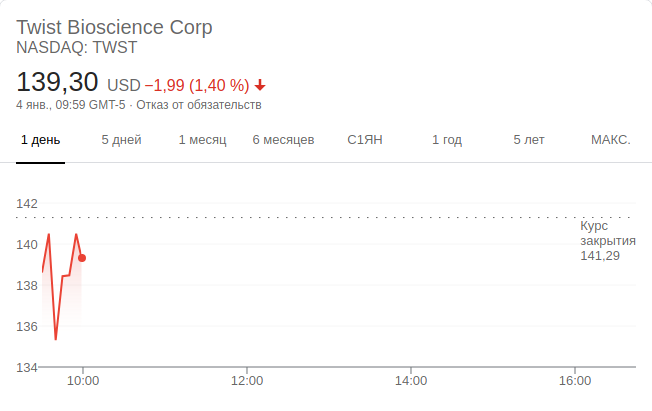 Twist Bioscience Corp
NASDAQ: TWST
139,30 USD −1,99 (1,40 %)
4 янв., 09:59 GMT-5 · Отказ от обязательств
1 день 5 дней 1 месяц 6 месяцев С1ЯН 1 год 5 лет МАКС.
142
Курс
закрытия
141,29
140
138
136
134
10:00 12:00 14:00 16:00